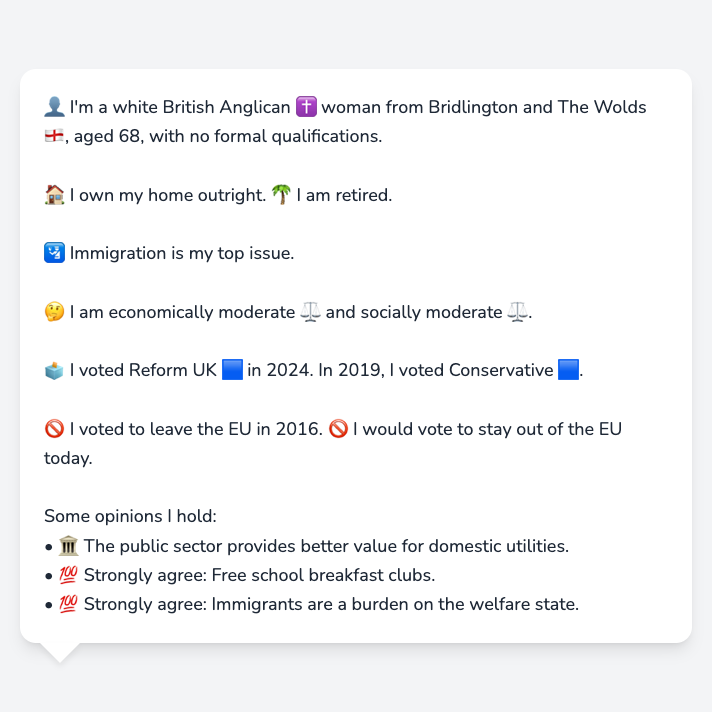 👤 I'm a white British Anglican ✝️ woman from Bridlington and The Wolds
🏴󠁧󠁢󠁥󠁮󠁧󠁿, aged 68, with no formal qualifications.
🏠 I own my home outright. 🌴 I am retired.
🛂 Immigration is my top issue.
🤔 I am economically moderate ⚖️ and socially moderate ⚖️.
🗳️ I voted Reform UK 🟦 in 2024. In 2019, I voted Conservative 🟦.
🚫 I voted to leave the EU in 2016. 🚫 I would vote to stay out of the EU
today.
Some opinions I hold:
• 🏛️ The public sector provides better value for domestic utilities.
• 💯 Strongly agree: Free school breakfast clubs.
• 💯 Strongly agree: Immigrants are a burden on the welfare state.